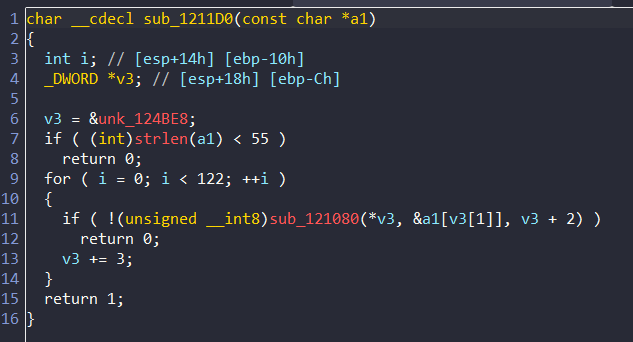 1 char __cdecl sub_1211D0(const char *a1)
2 {
3   int i; // [esp+14h] [ebp-10h]
4   _DWORD *v3; // [esp+18h] [ebp-Ch]
5
6   v3 = &unk_124BE8;
7   if ( (int)strlen(a1) < 55 )
8     return 0;
9   for ( i = 0; i < 122; ++i )
10   {
11     if ( !(unsigned __int8)sub_121080(*v3, &a1[v3[1]], v3 + 2) )
12       return 0;
13     v3 += 3;
14   }
15   return 1;
16 }